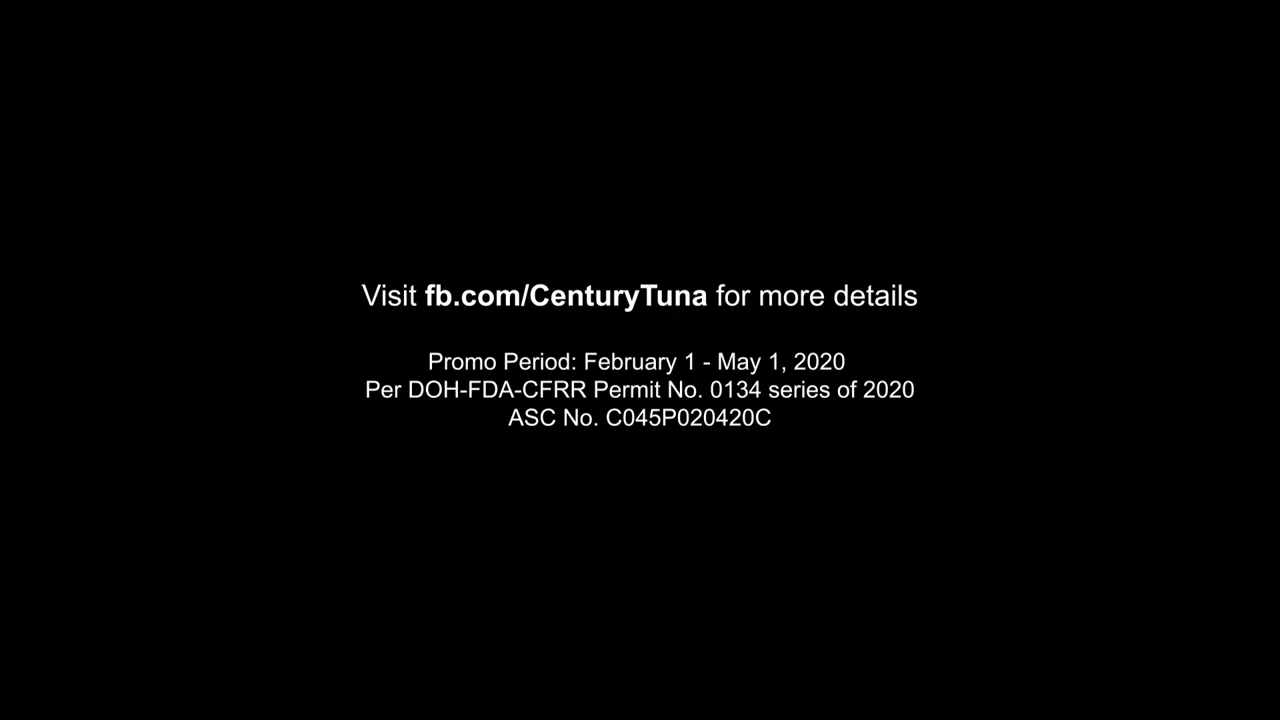 Visit fb.com/CenturyTuna for more details
Promo Period: February 1 - May 1, 2020
Per DOH-FDA-CFRR Permit No. 0134 series of 2020
ASC No. C045P020420C